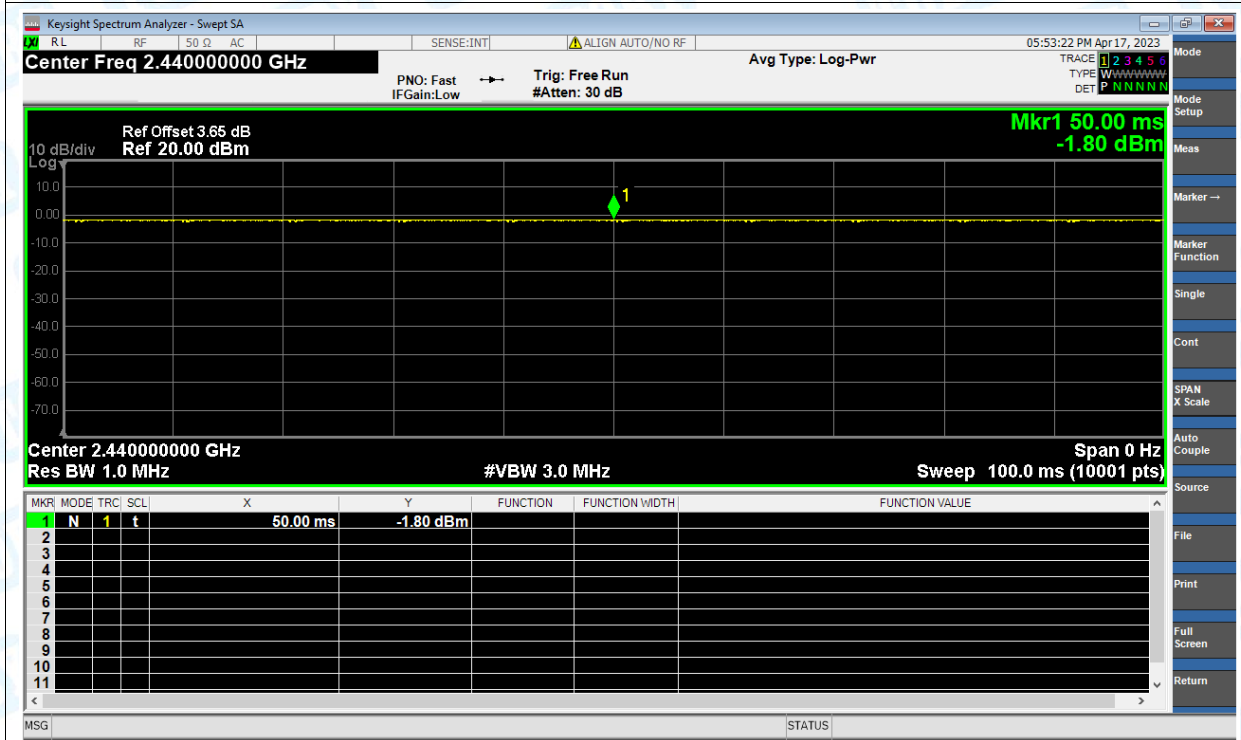 Keysight Spectrum Analyzer - Swept SA
LXI RL RF 50 Ω AC SENSE:INT ALIGN AUTO/NO RF 05:53:22 PM Apr 17, 2023
Center Freq 2.440000000 GHz
PNO: Fast
IFGain:Low
Trig: Free Run
#Atten: 30 dB
Avg Type: Log-Pwr
TRACE 1 2 3 4 5 6
TYPE WWWWWW
DET P N N N N N
Mkr1 50.00 ms
-1.80 dBm
Ref Offset 3.65 dB
10 dB/div Ref 20.00 dBm
Log
1
10.0
0.00
-10.0
-20.0
-30.0
-40.0
-50.0
-60.0
-70.0
Center 2.440000000 GHz Span 0 Hz
Res BW 1.0 MHz #VBW 3.0 MHz Sweep 100.0 ms (10001 pts)
MKR MODE TRC SCL X Y FUNCTION FUNCTION WIDTH FUNCTION VALUE
1 N 1 t 50.00 ms -1.80 dBm
2
3
4
5
6
7
8
9
10
11
MSG STATUS
Mode
Mode
Setup
Meas
Marker →
Marker
Function
Single
Cont
SPAN
X Scale
Auto
Couple
Source
File
Print
Full
Screen
Return